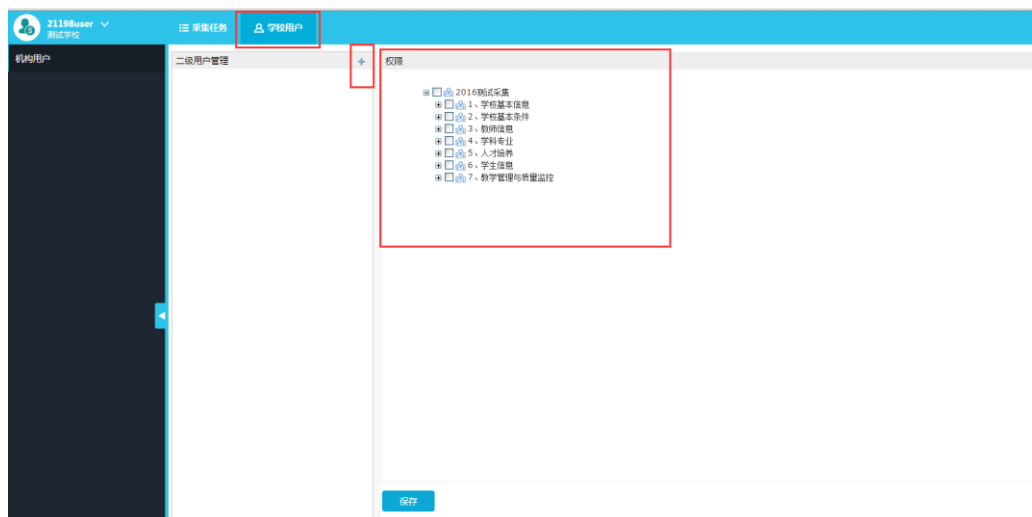 21198user
测试学校
采集任务
学校用户
机构用户
二级用户管理
+
权限
2016测试采集
1、学校基本信息
2、学校基本条件
3、教师信息
4、学科专业
5、人才培养
6、学生信息
7、教学管理与质量监控
保存